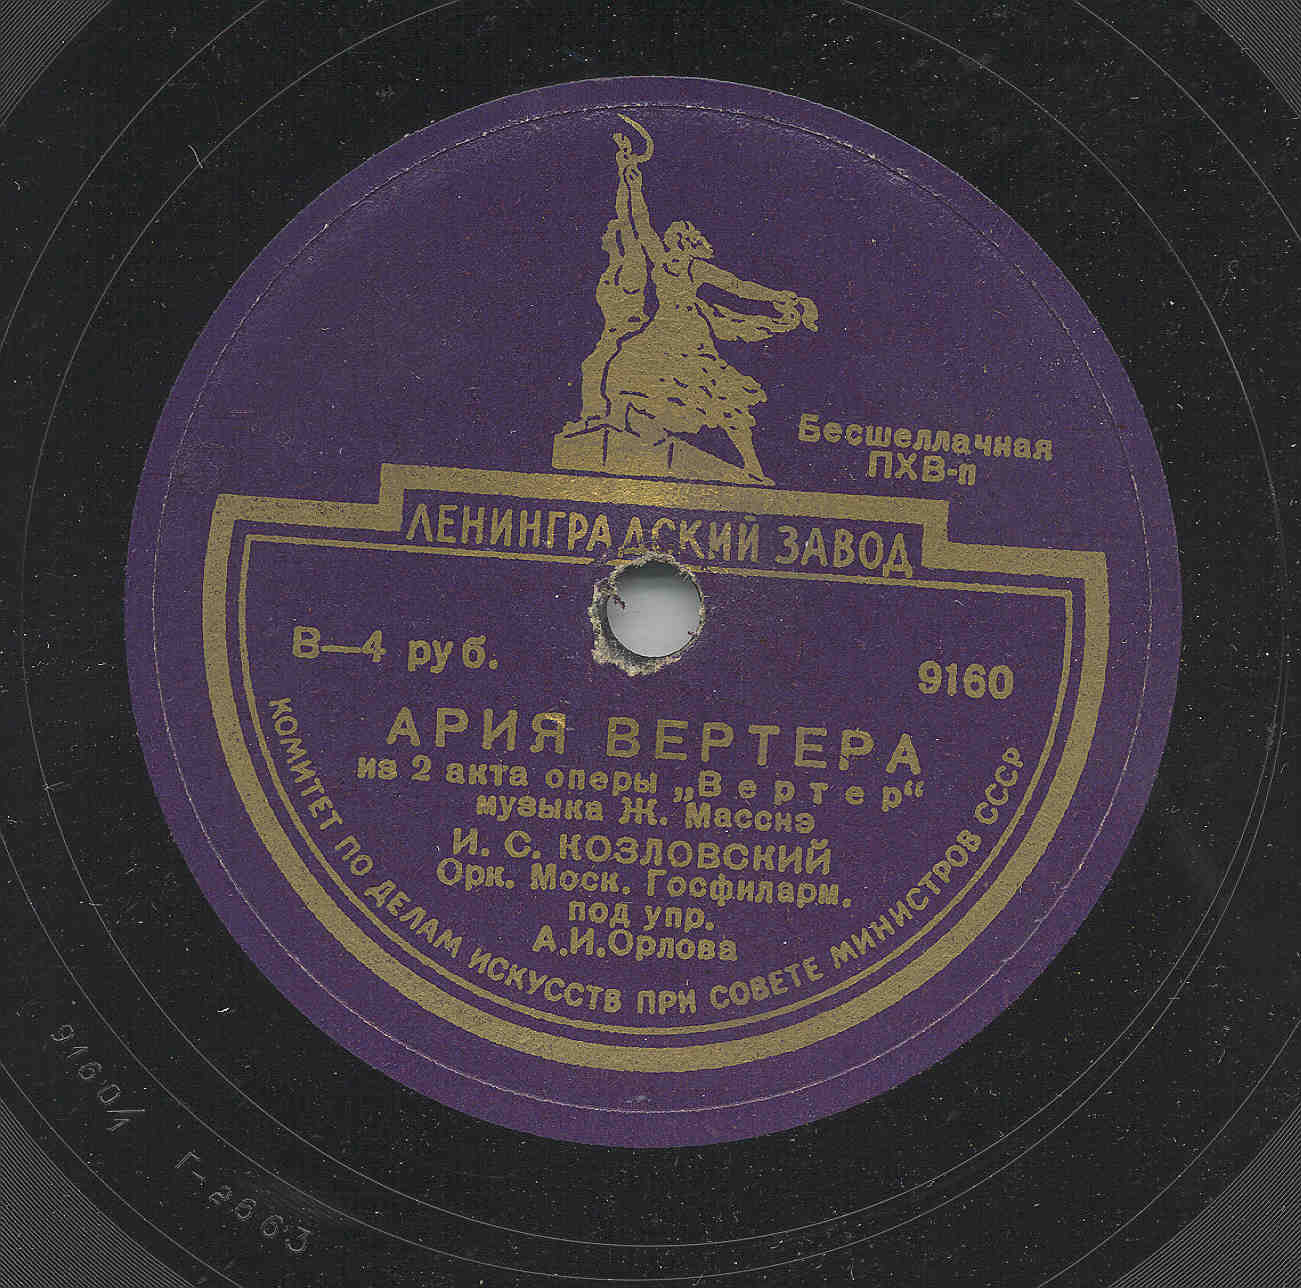 Бесшеллачная
ПХВ-п
ЛЕНИНГРАДСКИЙ ЗАВОД
В—4 руб.
9160
АРИЯ ВЕРТЕРА
из 2 акта оперы „Вертер“
музыка Ж. Масснэ
И. С. КОЗЛОВСКИЙ
Орк. Моск. Госфиларм.
под упр.
А.И.Орлова
КОМИТЕТ ПО ДЕЛАМ ИСКУССТВ ПРИ СОВЕТЕ МИНИСТРОВ СССР
9160/1
Г-2663